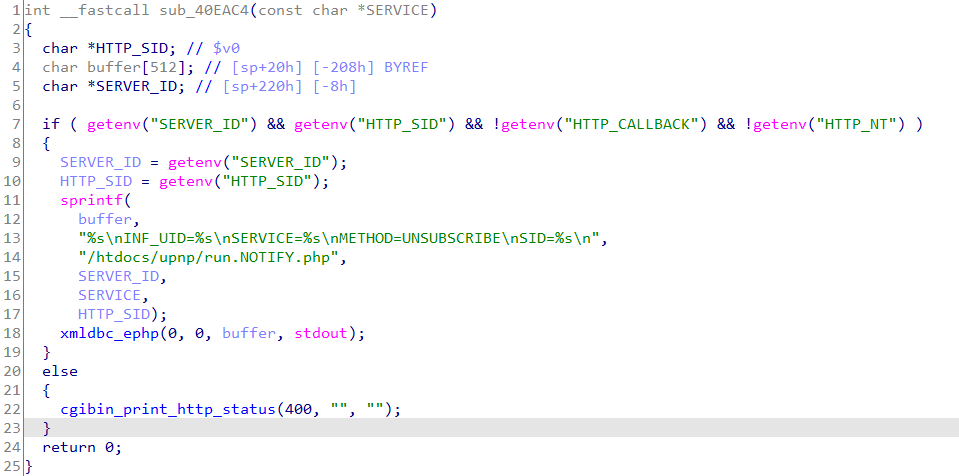 1 int __fastcall sub_40EAC4(const char *SERVICE)
2 {
3   char *HTTP_SID; // $v0
4   char buffer[512]; // [sp+20h] [-208h] BYREF
5   char *SERVER_ID; // [sp+220h] [-8h]
6
7   if ( getenv("SERVER_ID") && getenv("HTTP_SID") && !getenv("HTTP_CALLBACK") && !getenv("HTTP_NT") )
8   {
9     SERVER_ID = getenv("SERVER_ID");
10     HTTP_SID = getenv("HTTP_SID");
11     sprintf(
12       buffer,
13       "%s\nINF_UID=%s\nSERVICE=%s\nMETHOD=UNSUBSCRIBE\nSID=%s\n",
14       "/htdocs/upnp/run.NOTIFY.php",
15       SERVER_ID,
16       SERVICE,
17       HTTP_SID);
18     xmldbc_ephp(0, 0, buffer, stdout);
19   }
20   else
21   {
22     cgibin_print_http_status(400, "", "");
23   }
24   return 0;
25 }